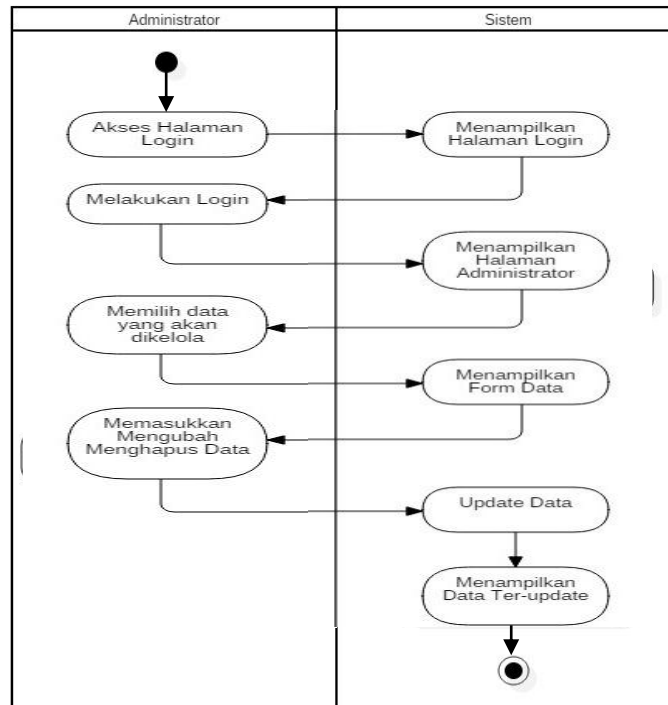 Administrator
Sistem
Akses Halaman
Login
Menampilkan
Halaman Login
Melakukan Login
Menampilkan
Halaman
Administrator
Memilih data
yang akan
dikelola
Menampilkan
Form Data
Memasukkan
Mengubah
Menghapus Data
Update Data
Menampilkan
Data Ter-update